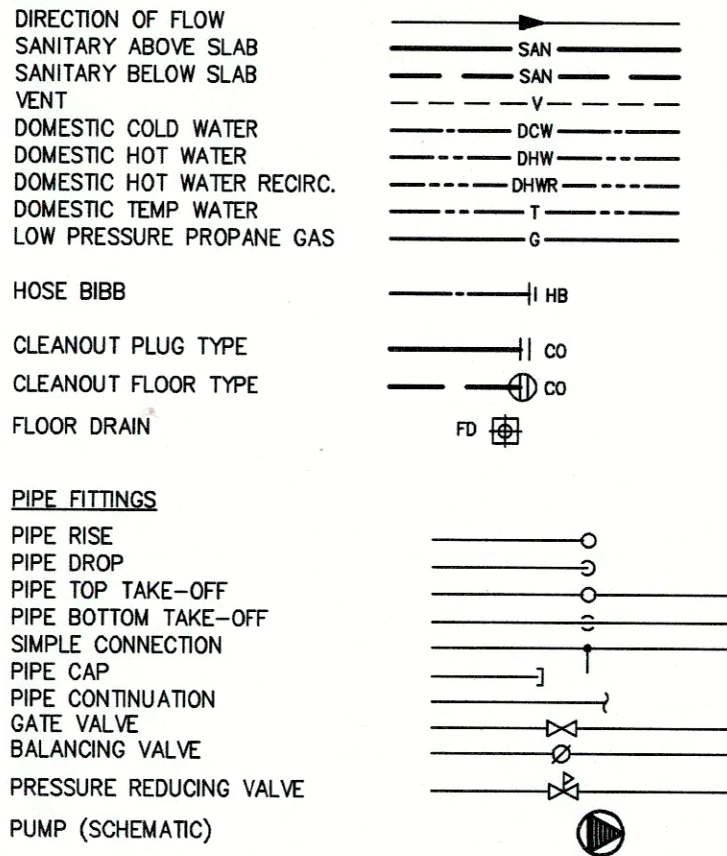 DIRECTION OF FLOW
SANITARY ABOVE SLAB SAN
SANITARY BELOW SLAB SAN
VENT V
DOMESTIC COLD WATER DCW
DOMESTIC HOT WATER DHW
DOMESTIC HOT WATER RECIRC. DHWR
DOMESTIC TEMP WATER T
LOW PRESSURE PROPANE GAS G
HOSE BIBB HB
CLEANOUT PLUG TYPE CO
CLEANOUT FLOOR TYPE CO
FLOOR DRAIN FD
PIPE FITTINGS
PIPE RISE
PIPE DROP
PIPE TOP TAKE-OFF
PIPE BOTTOM TAKE-OFF
SIMPLE CONNECTION
PIPE CAP
PIPE CONTINUATION
GATE VALVE
BALANCING VALVE
PRESSURE REDUCING VALVE
PUMP (SCHEMATIC)